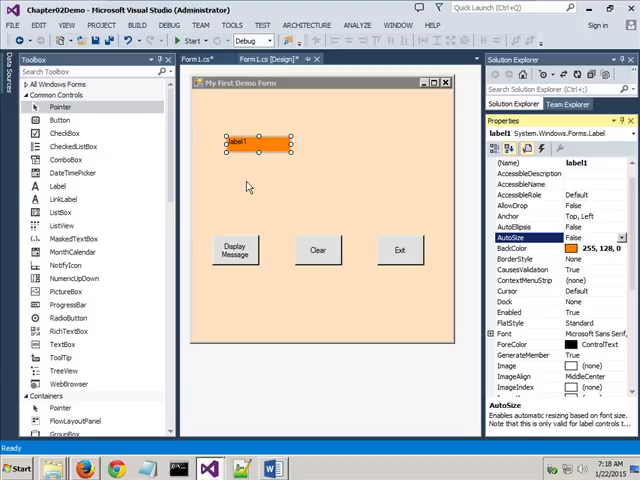 Chapter02Demo - Microsoft Visual Studio (Administrator)
Quick Launch (Ctrl+Q)
FILE EDIT VIEW PROJECT BUILD DEBUG TEAM TOOLS TEST ARCHITECTURE ANALYZE WINDOW HELP
Sign in
Start
Debug
Data Sources
Toolbox
Search Toolbox
All Windows Forms
Common Controls
Pointer
Button
CheckBox
CheckedListBox
ComboBox
DateTimePicker
Label
LinkLabel
ListBox
ListView
MaskedTextBox
MonthCalendar
NotifyIcon
NumericUpDown
PictureBox
ProgressBar
RadioButton
RichTextBox
TextBox
ToolTip
TreeView
WebBrowser
Containers
Pointer
FlowLayoutPanel
GroupBox
Form1.cs*
Form1.cs [Design]*
My First Demo Form
label1
Display
Message
Clear
Exit
Solution Explorer
Search Solution Explorer (Ctrl+;)
Solution Explorer
Team Explorer
Properties
label1 System.Windows.Forms.Label
(Name) label1
AccessibleDescription
AccessibleName
AccessibleRole Default
AllowDrop False
Anchor Top, Left
AutoEllipsis False
AutoSize False
BackColor 255, 128, 0
BorderStyle None
CausesValidation True
ContextMenuStrip (none)
Cursor Default
Dock None
Enabled True
FlatStyle Standard
Font Microsoft Sans Serif,
ForeColor ControlText
GenerateMember True
Image (none)
ImageAlign MiddleCenter
ImageIndex (none)
AutoSize
Enables automatic resizing based on font size.
Note that this is only valid for label controls t
Ready
Start
7:18 AM
1/22/2015